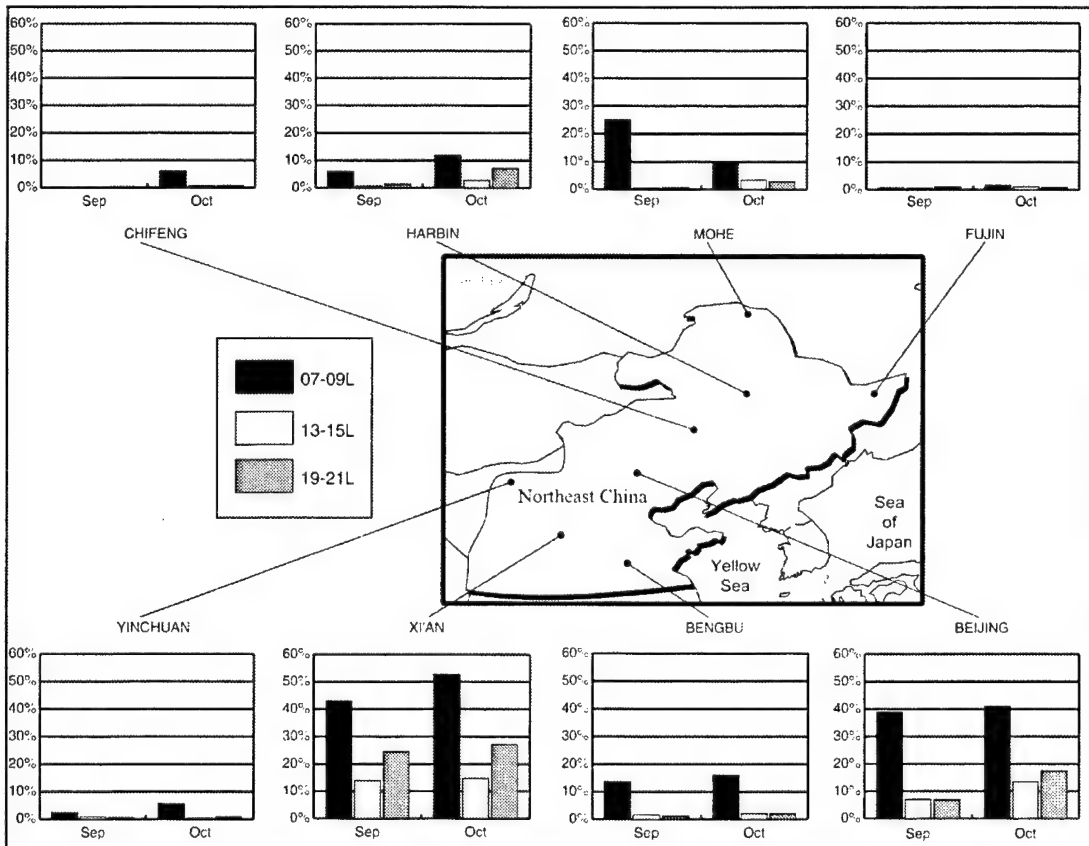 60% 60% 60% 60%
50% 50% 50% 50%
40% 40% 40% 40%
30% 30% 30% 30%
20% 20% 20% 20%
10% 10% 10% 10%
0% 0% 0% 0%
Sep Oct Sep Oct Sep Oct Sep Oct
CHIFENG HARBIN MOHE FUJIN
07-09L
13-15L
19-21L
Northeast China
Sea
of
Japan
Yellow
Sea
YINCHUAN XI'AN BENGBU BEIJING
60% 60% 60% 60%
50% 50% 50% 50%
40% 40% 40% 40%
30% 30% 30% 30%
20% 20% 20% 20%
10% 10% 10% 10%
0% 0% 0% 0%
Sep Oct Sep Oct Sep Oct Sep Oct